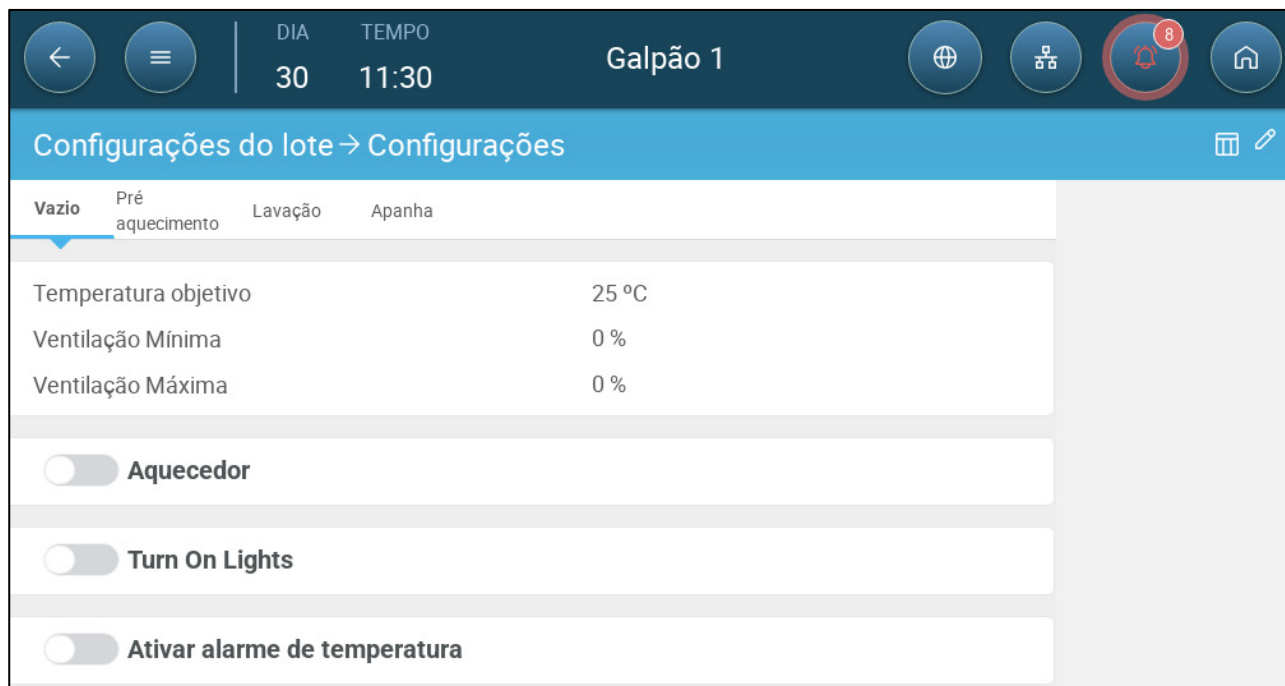 DIA TEMPO
30 11:30
Galpão 1
8
Configurações do lote → Configurações
Vazio
Pré
aquecimento
Lavação
Apanha
Temperatura objetivo 25 ºC
Ventilação Mínima 0 %
Ventilação Máxima 0 %
Aquecedor
Turn On Lights
Ativar alarme de temperatura